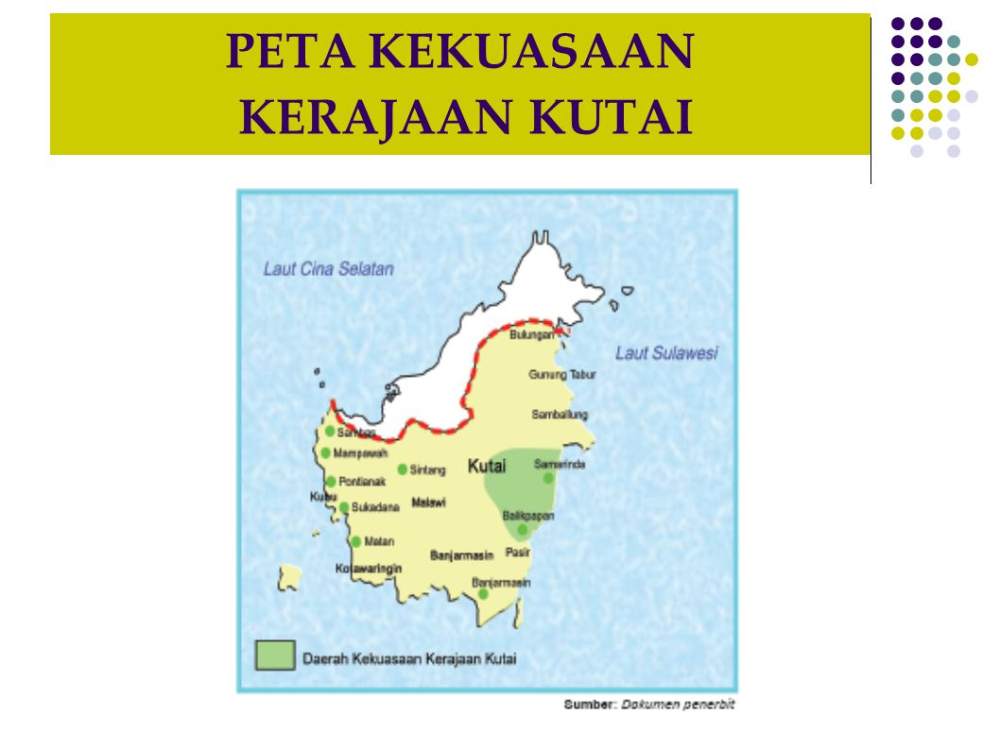 PETA KEKUASAAN
KERAJAAN KUTAI
Laut Cina Selatan
Bulungan
Laut Sulawesi
Gunung Tabur
Samballung
Sambas
Mampawah
Sintang
Kutai
Samarinda
Pontianak
Kubu
Sukadana
Malawi
Balikpapan
Matan
Banjarmasin
Pasir
Kotawaringin
Banjarmasin
Daerah Kekuasaan Kerajaan Kutai
Sumber: Dokumen penerbit